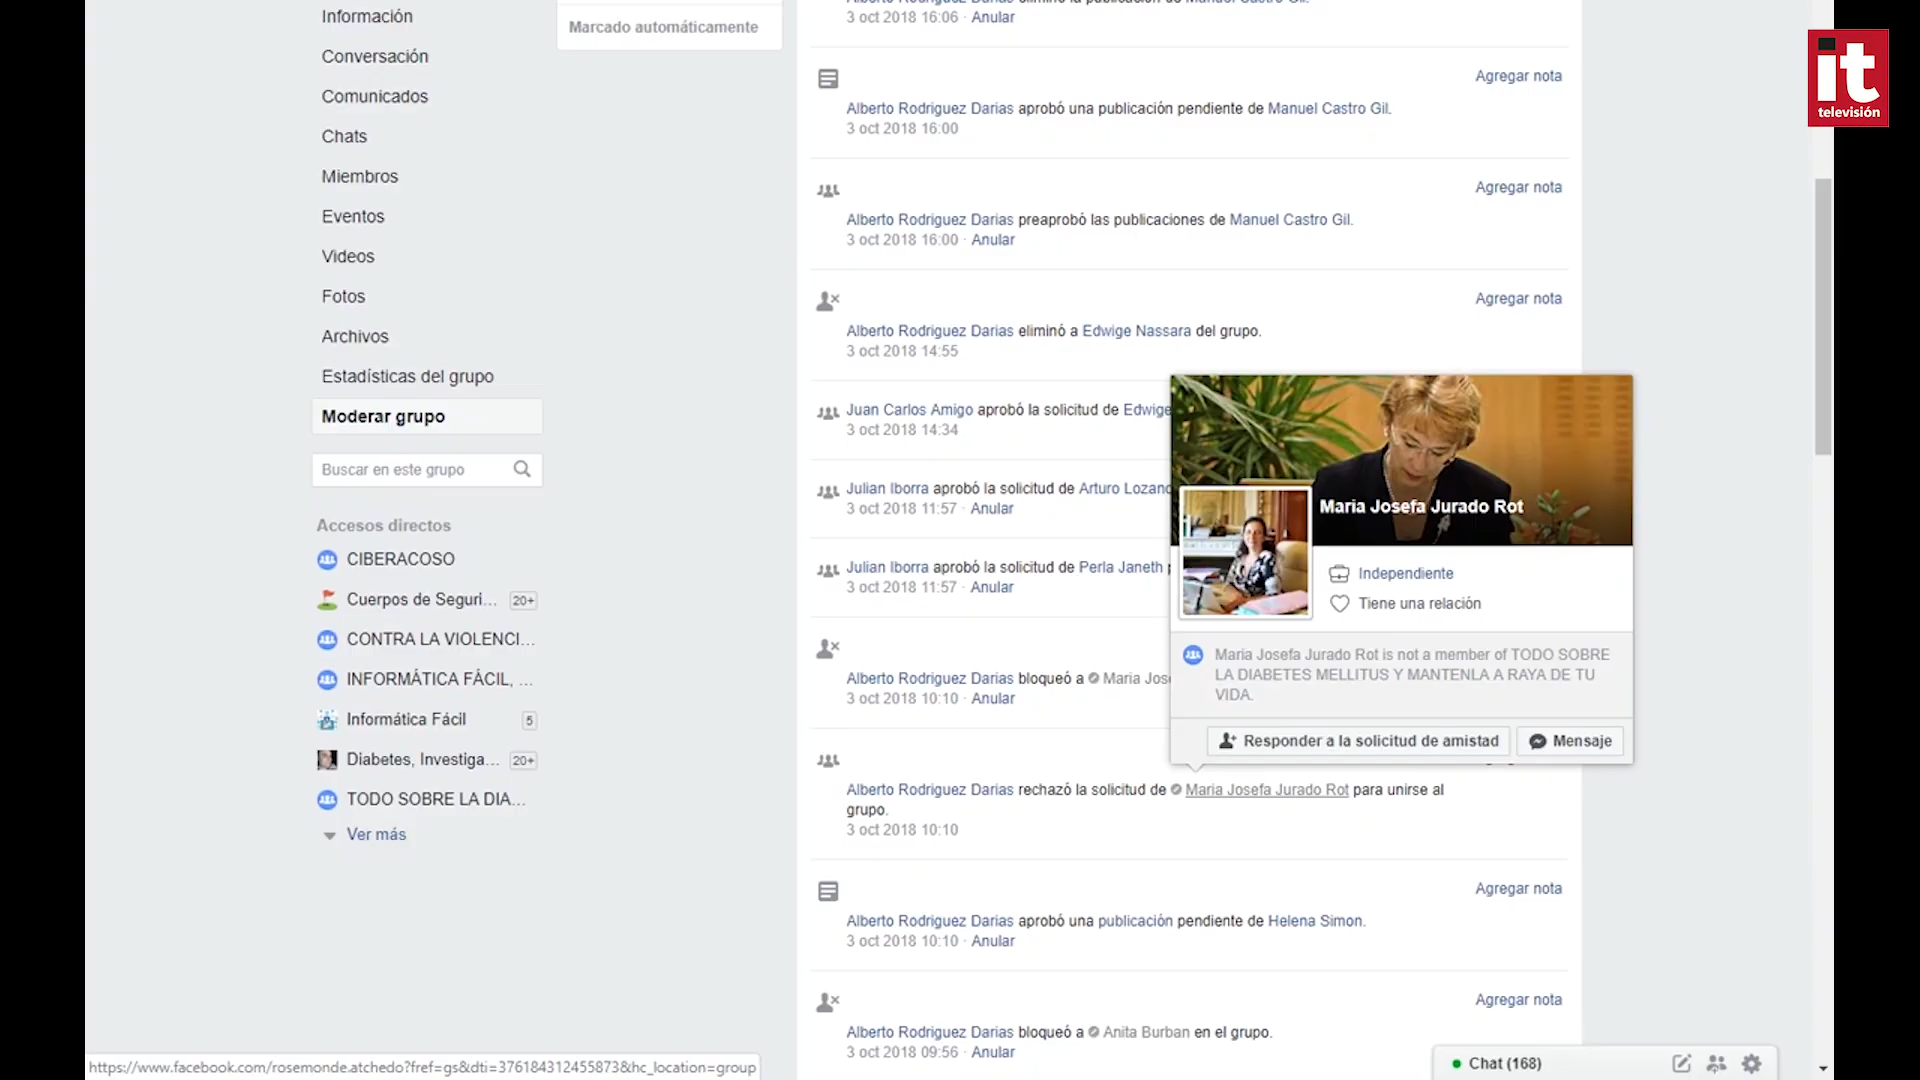 Información
Conversación
Comunicados
Chats
Miembros
Eventos
Videos
Fotos
Archivos
Estadísticas del grupo
Moderar grupo
Buscar en este grupo
Accesos directos
CIBERACOSO
Cuerpos de Seguri... 20+
CONTRA LA VIOLENCI...
INFORMÁTICA FÁCIL, ...
Informática Fácil 5
Diabetes, Investiga... 20+
TODO SOBRE LA DIA...
Ver más
Marcado automáticamente
3 oct 2018 16:06 · Anular
Agregar nota
Alberto Rodriguez Darias aprobó una publicación pendiente de Manuel Castro Gil.
3 oct 2018 16:00
Agregar nota
Alberto Rodriguez Darias preaprobó las publicaciones de Manuel Castro Gil.
3 oct 2018 16:00 · Anular
Agregar nota
Alberto Rodriguez Darias eliminó a Edwige Nassara del grupo.
3 oct 2018 14:55
Juan Carlos Amigo aprobó la solicitud de Edwige
3 oct 2018 14:34
Julian Iborra aprobó la solicitud de Arturo Lozano
3 oct 2018 11:57 · Anular
Julian Iborra aprobó la solicitud de Perla Janeth
3 oct 2018 11:57 · Anular
Alberto Rodriguez Darias bloqueó a Maria Jose
3 oct 2018 10:10 · Anular
Alberto Rodriguez Darias rechazó la solicitud de Maria Josefa Jurado Rot para unirse al
grupo.
3 oct 2018 10:10
Agregar nota
Alberto Rodriguez Darias aprobó una publicación pendiente de Helena Simon.
3 oct 2018 10:10 · Anular
Agregar nota
Alberto Rodriguez Darias bloqueó a Anita Burban en el grupo.
3 oct 2018 09:56 · Anular
Maria Josefa Jurado Rot
Independiente
Tiene una relación
Maria Josefa Jurado Rot is not a member of TODO SOBRE
LA DIABETES MELLITUS Y MANTENLA A RAYA DE TU
VIDA.
Responder a la solicitud de amistad
Mensaje
it
televisión
Chat (168)
https://www.facebook.com/rosemonde.atchedo?fref=gs&dti=376184312455873&hc_location=group